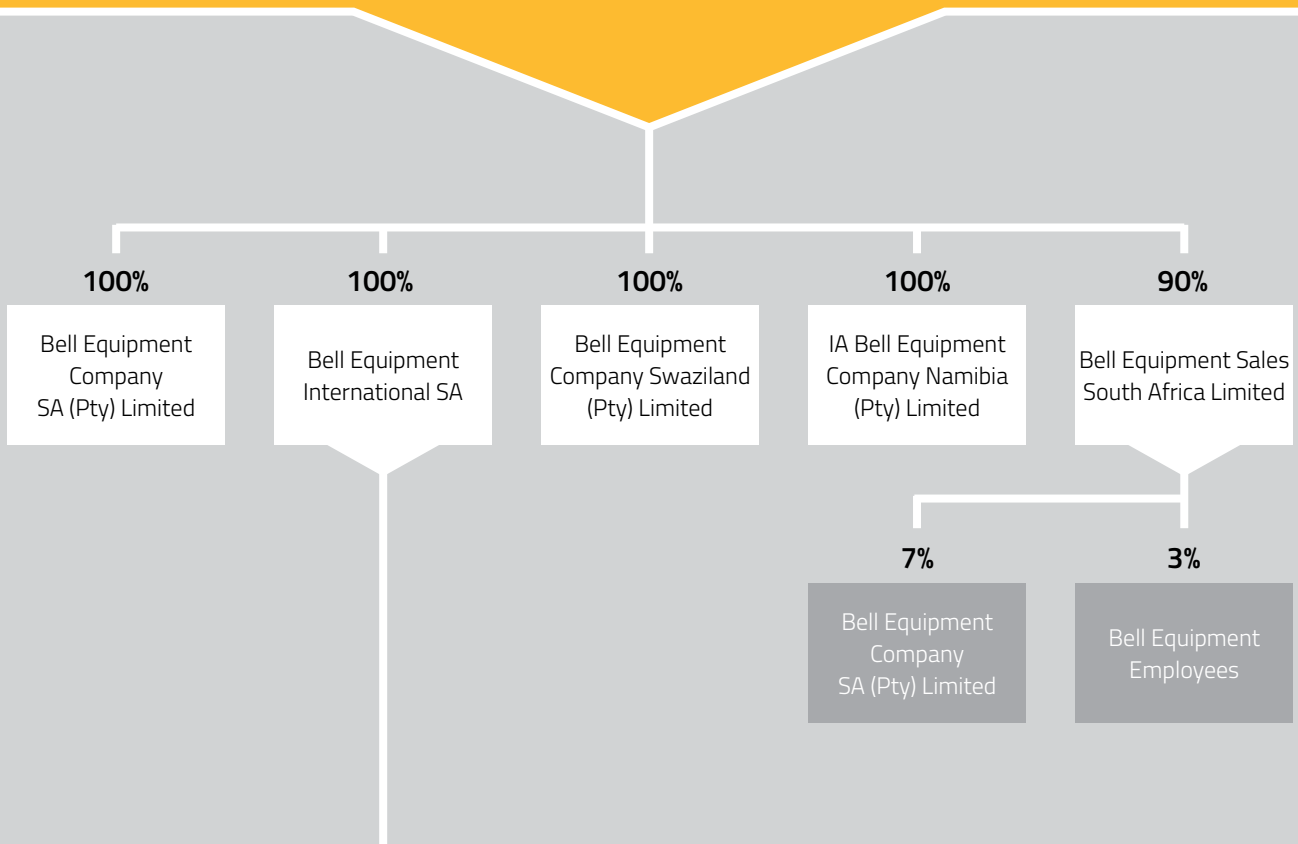 100%
Bell Equipment
Company
SA (Pty) Limited
100%
Bell Equipment
International SA
100%
Bell Equipment
Company Swaziland
(Pty) Limited
100%
IA Bell Equipment
Company Namibia
(Pty) Limited
90%
Bell Equipment Sales
South Africa Limited
7%
Bell Equipment
Company
SA (Pty) Limited
3%
Bell Equipment
Employees